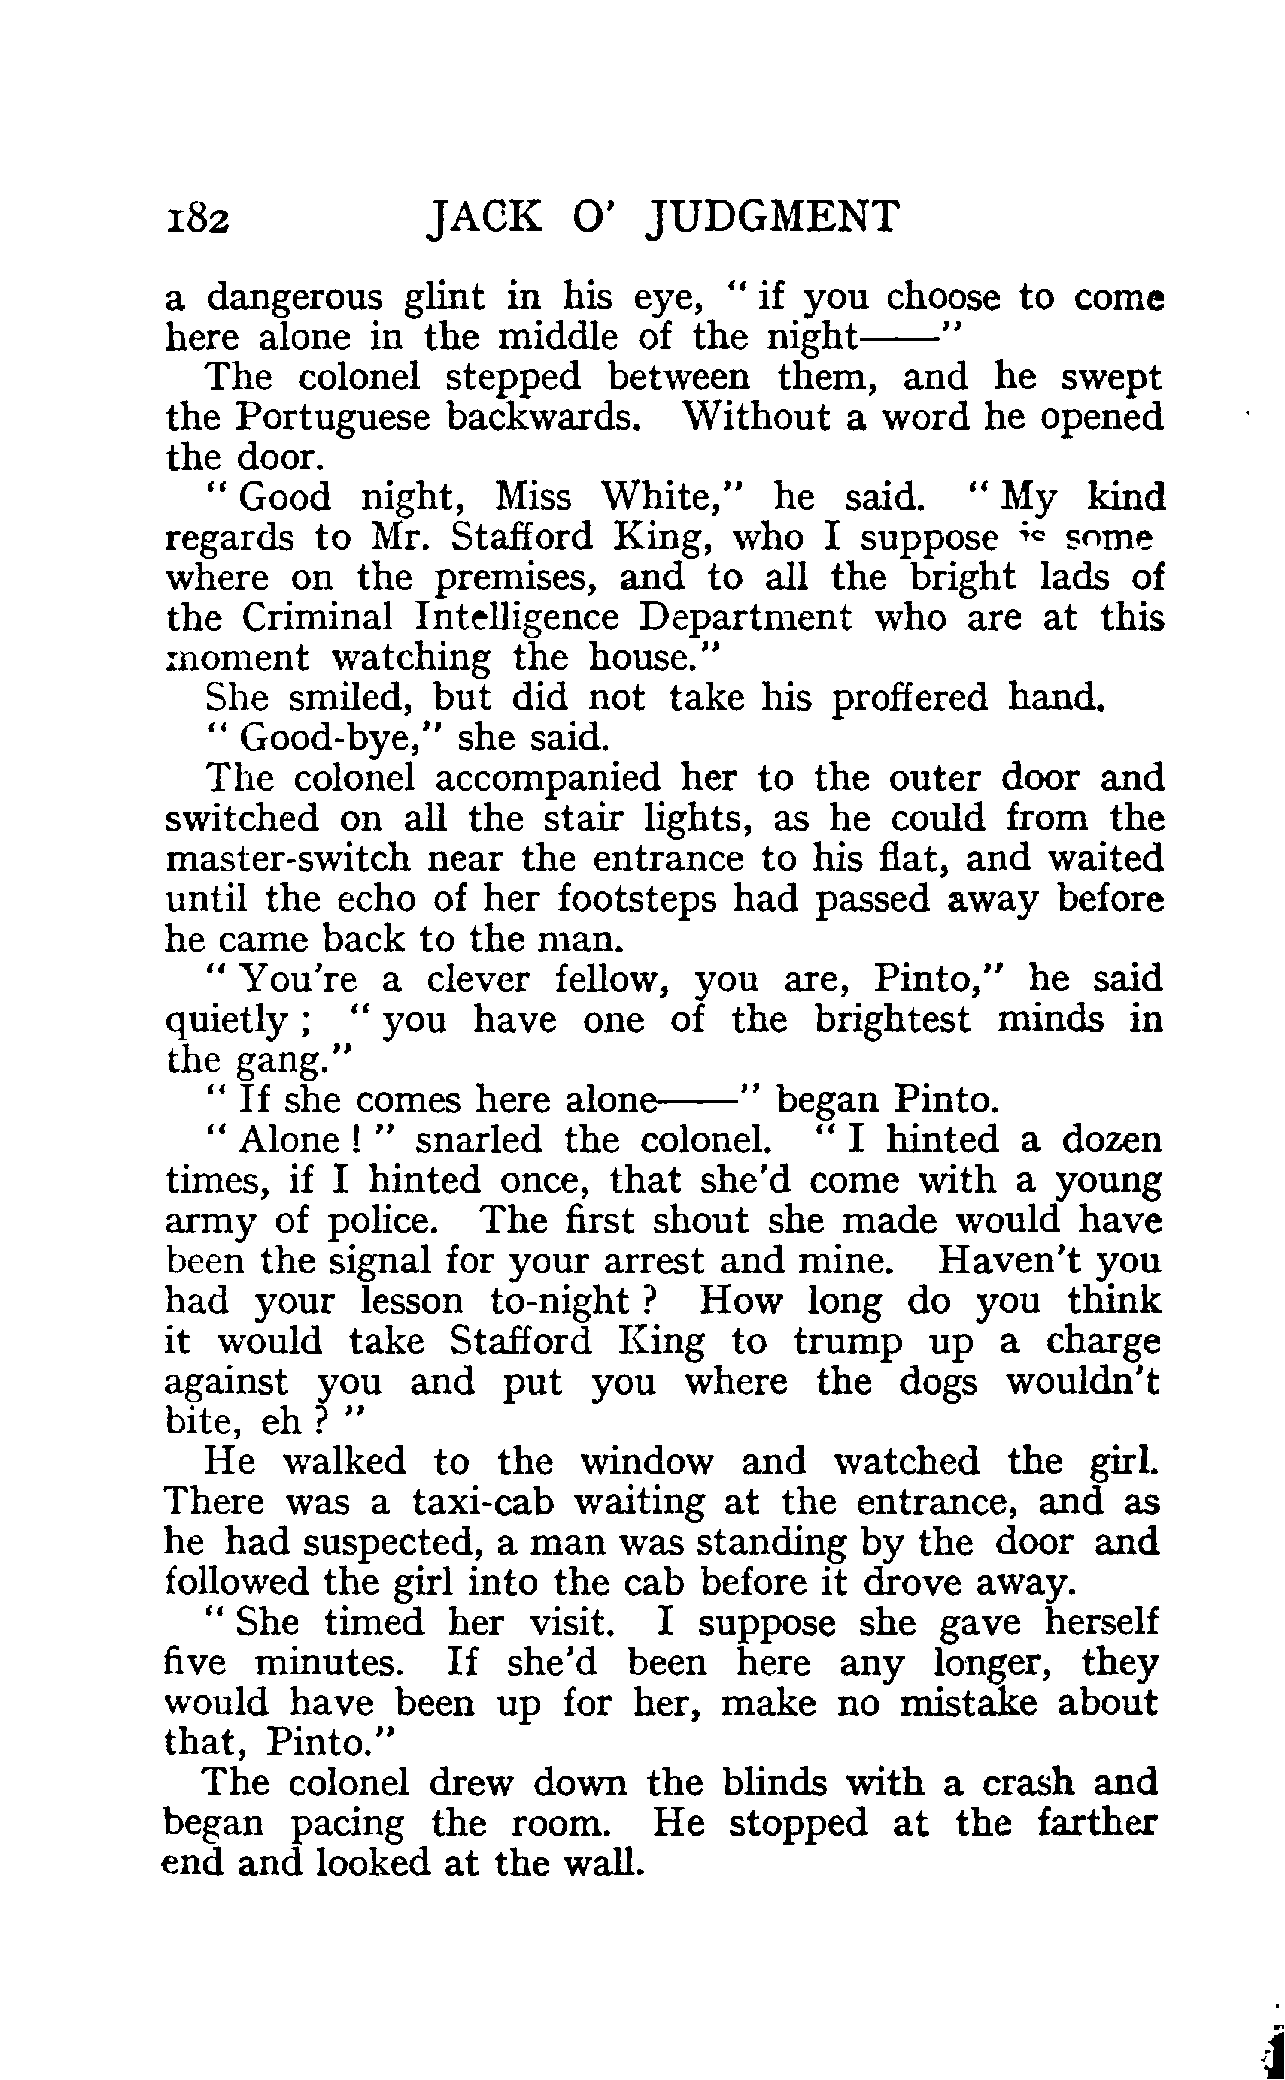 182 JACK O' JUDGMENT
a dangerous glint in his eye, " if you choose to come
here alone in the middle of the night——"
The colonel stepped between them, and he swept
the Portuguese backwards. Without a word he opened
the door.
" Good night, Miss White," he said. " My kind
regards to Mr. Stafford King, who I suppose is some
where on the premises, and to all the bright lads of
the Criminal Intelligence Department who are at this
moment watching the house."
She smiled, but did not take his proffered hand.
" Good-bye," she said.
The colonel accompanied her to the outer door and
switched on all the stair lights, as he could from the
master-switch near the entrance to his flat, and waited
until the echo of her footsteps had passed away before
he came back to the man.
" You're a clever fellow, you are, Pinto," he said
quietly ; " you have one of the brightest minds in
the gang."
" If she comes here alone——" began Pinto.
" Alone ! " snarled the colonel. " I hinted a dozen
times, if I hinted once, that she'd come with a young
army of police. The first shout she made would have
been the signal for your arrest and mine. Haven't you
had your lesson to-night ? How long do you think
it would take Stafford King to trump up a charge
against you and put you where the dogs wouldn't
bite, eh ? "
He walked to the window and watched the girl.
There was a taxi-cab waiting at the entrance, and as
he had suspected, a man was standing by the door and
followed the girl into the cab before it drove away.
" She timed her visit. I suppose she gave herself
five minutes. If she'd been here any longer, they
would have been up for her, make no mistake about
that, Pinto."
The colonel drew down the blinds with a crash and
began pacing the room. He stopped at the farther
end and looked at the wall.